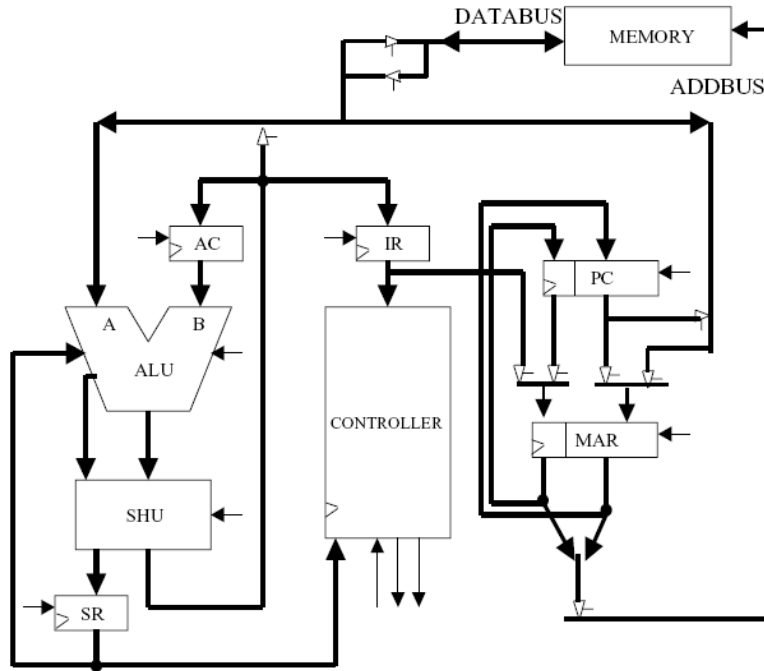 DATABUS
MEMORY
ADDBUS
AC
IR
PC
A
B
ALU
CONTROLLER
MAR
SHU
SR